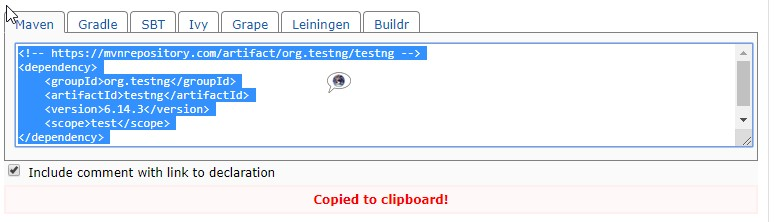 Maven Gradle SBT Ivy Grape Leiningen Buildr
<!-- https://mvnrepository.com/artifact/org.testng/testng -->
<dependency>
    <groupId>org.testng</groupId>
    <artifactId>testng</artifactId>
    <version>6.14.3</version>
    <scope>test</scope>
</dependency>
Include comment with link to declaration
Copied to clipboard!